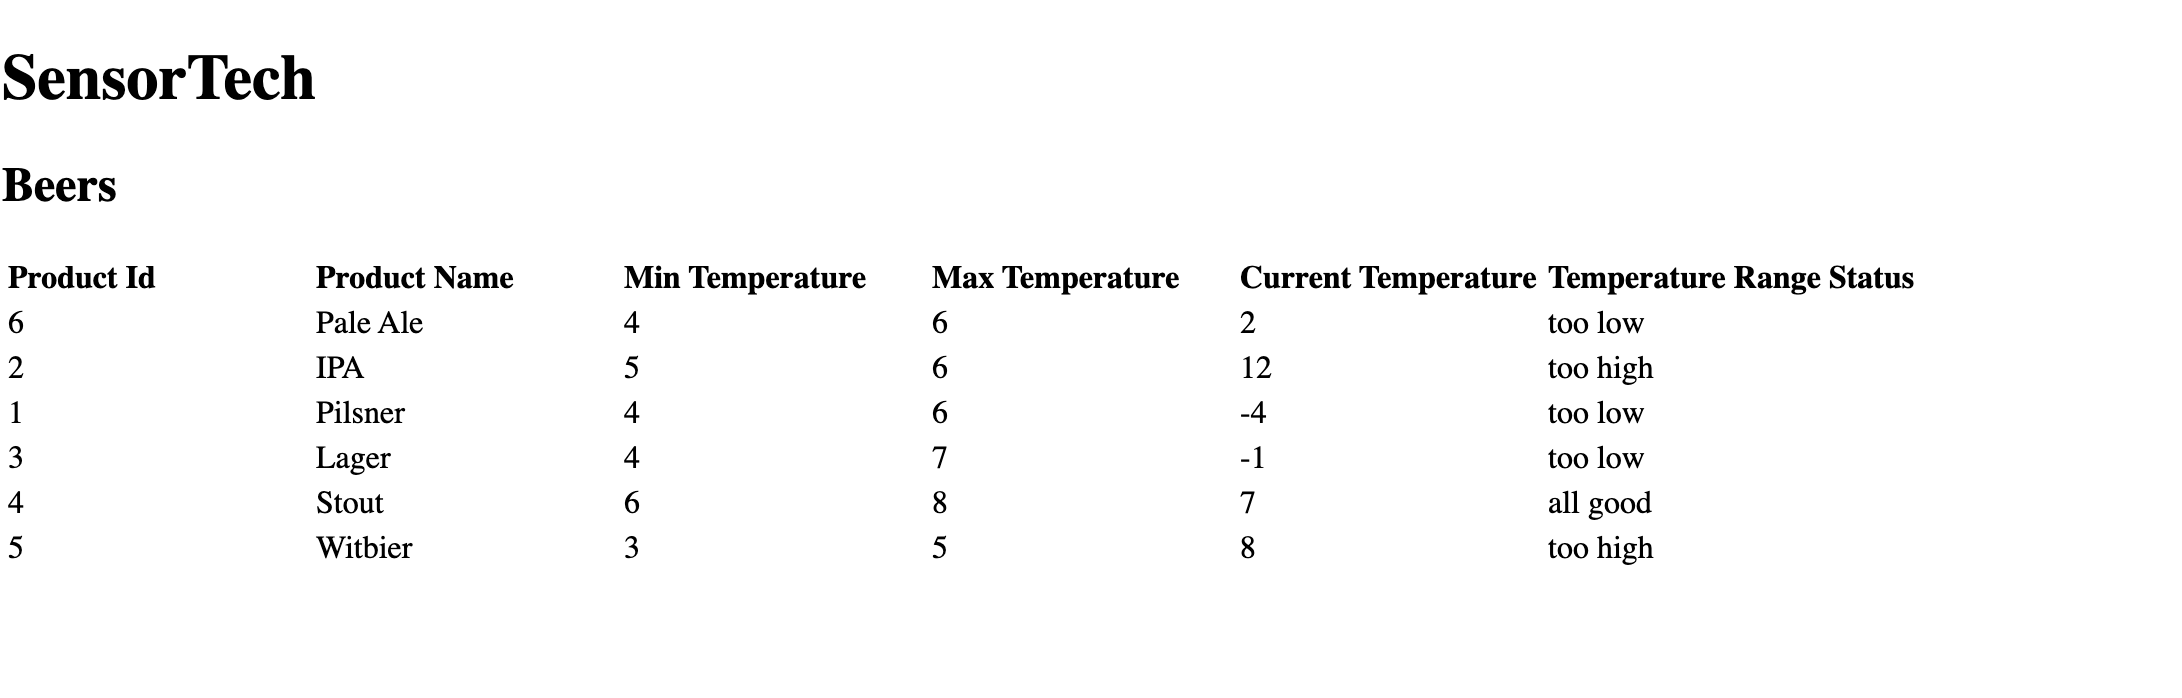 SensorTech
Beers
Product Id Product Name Min Temperature Max Temperature Current Temperature Temperature Range Status
6 Pale Ale 4 6 2 too low
2 IPA 5 6 12 too high
1 Pilsner 4 6 -4 too low
3 Lager 4 7 -1 too low
4 Stout 6 8 7 all good
5 Witbier 3 5 8 too high